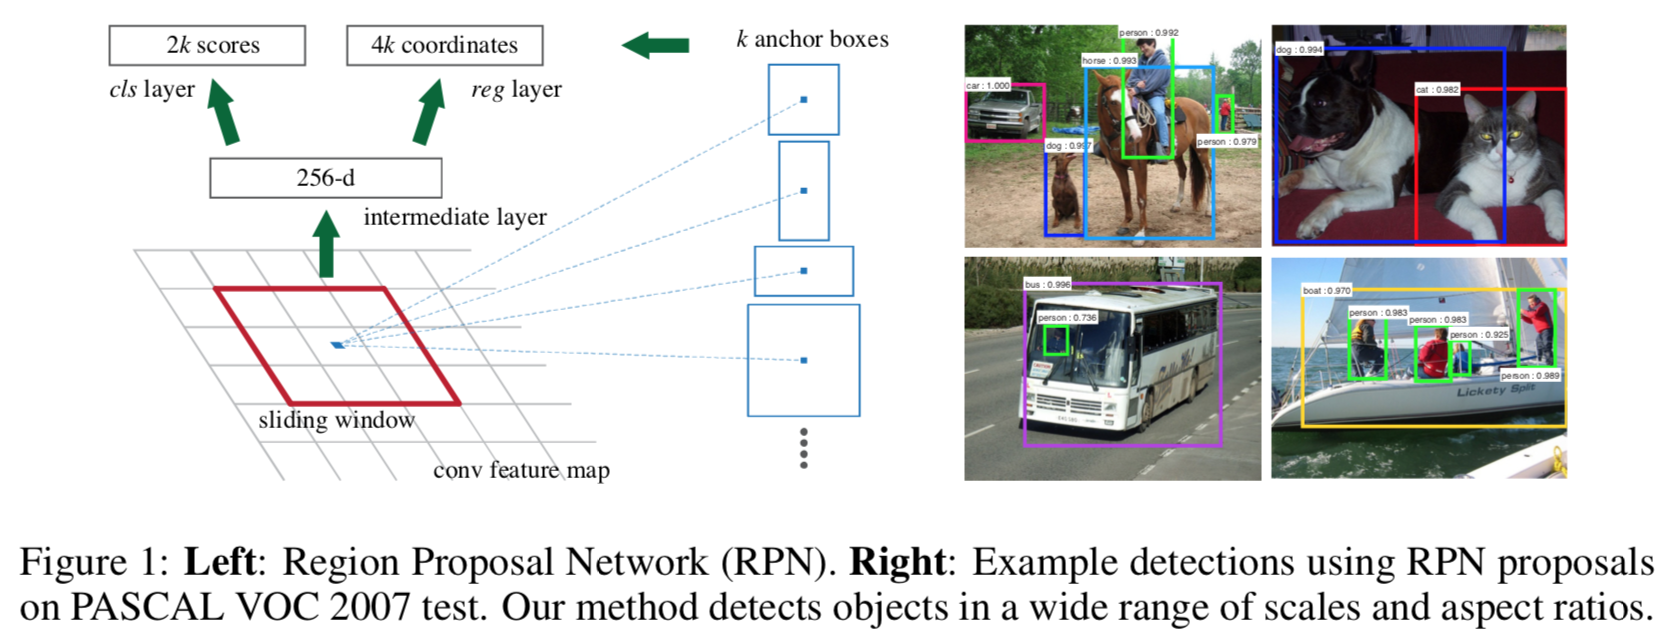 2k scores
4k coordinates
k anchor boxes
cls layer
reg layer
256-d
intermediate layer
sliding window
conv feature map
person : 0.992
horse : 0.993
car : 1.000
dog : 0.997
person : 0.979
dog : 0.994
cat : 0.982
bus : 0.996
person : 0.736
boat : 0.970
person : 0.983
person : 0.983
person : 0.925
person : 0.989
Lickety Split
Figure 1: Left: Region Proposal Network (RPN). Right: Example detections using RPN proposals
on PASCAL VOC 2007 test. Our method detects objects in a wide range of scales and aspect ratios.